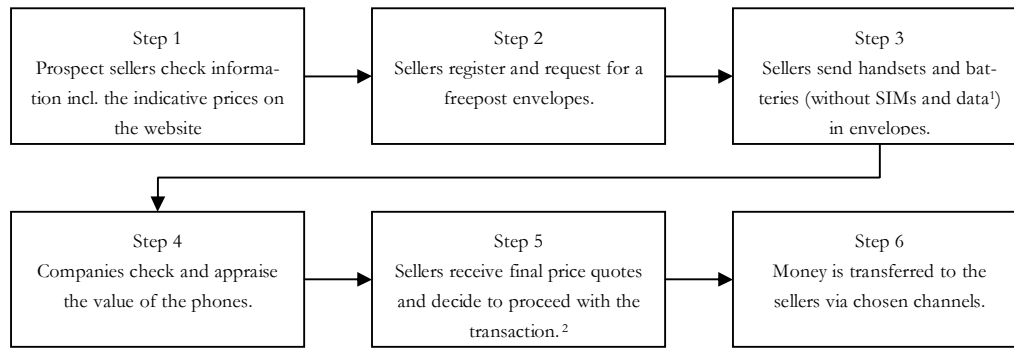 Step 1
Prospect sellers check informa-
tion incl. the indicative prices on
the website
Step 2
Sellers register and request for a
freepost envelopes.
Step 3
Sellers send handsets and bat-
teries (without SIMs and data¹)
in envelopes.
Step 4
Companies check and appraise
the value of the phones.
Step 5
Sellers receive final price quotes
and decide to proceed with the
transaction.²
Step 6
Money is transferred to the
sellers via chosen channels.